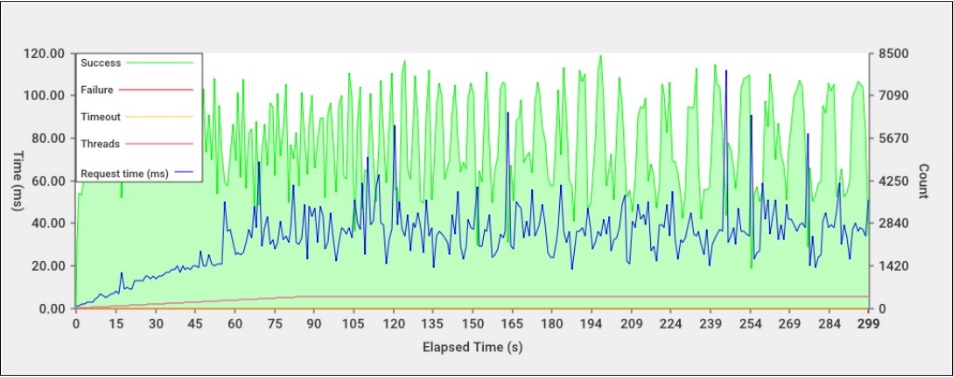 120.00
100.00
80.00
60.00
40.00
20.00
0.00
Time (ms)
Success
Failure
Timeout
Threads
Request time (ms)
8500
7090
5670
4250
2840
1420
0
Count
0 15 30 45 60 75 90 105 120 135 150 165 180 194 209 224 239 254 269 284 299
Elapsed Time (s)